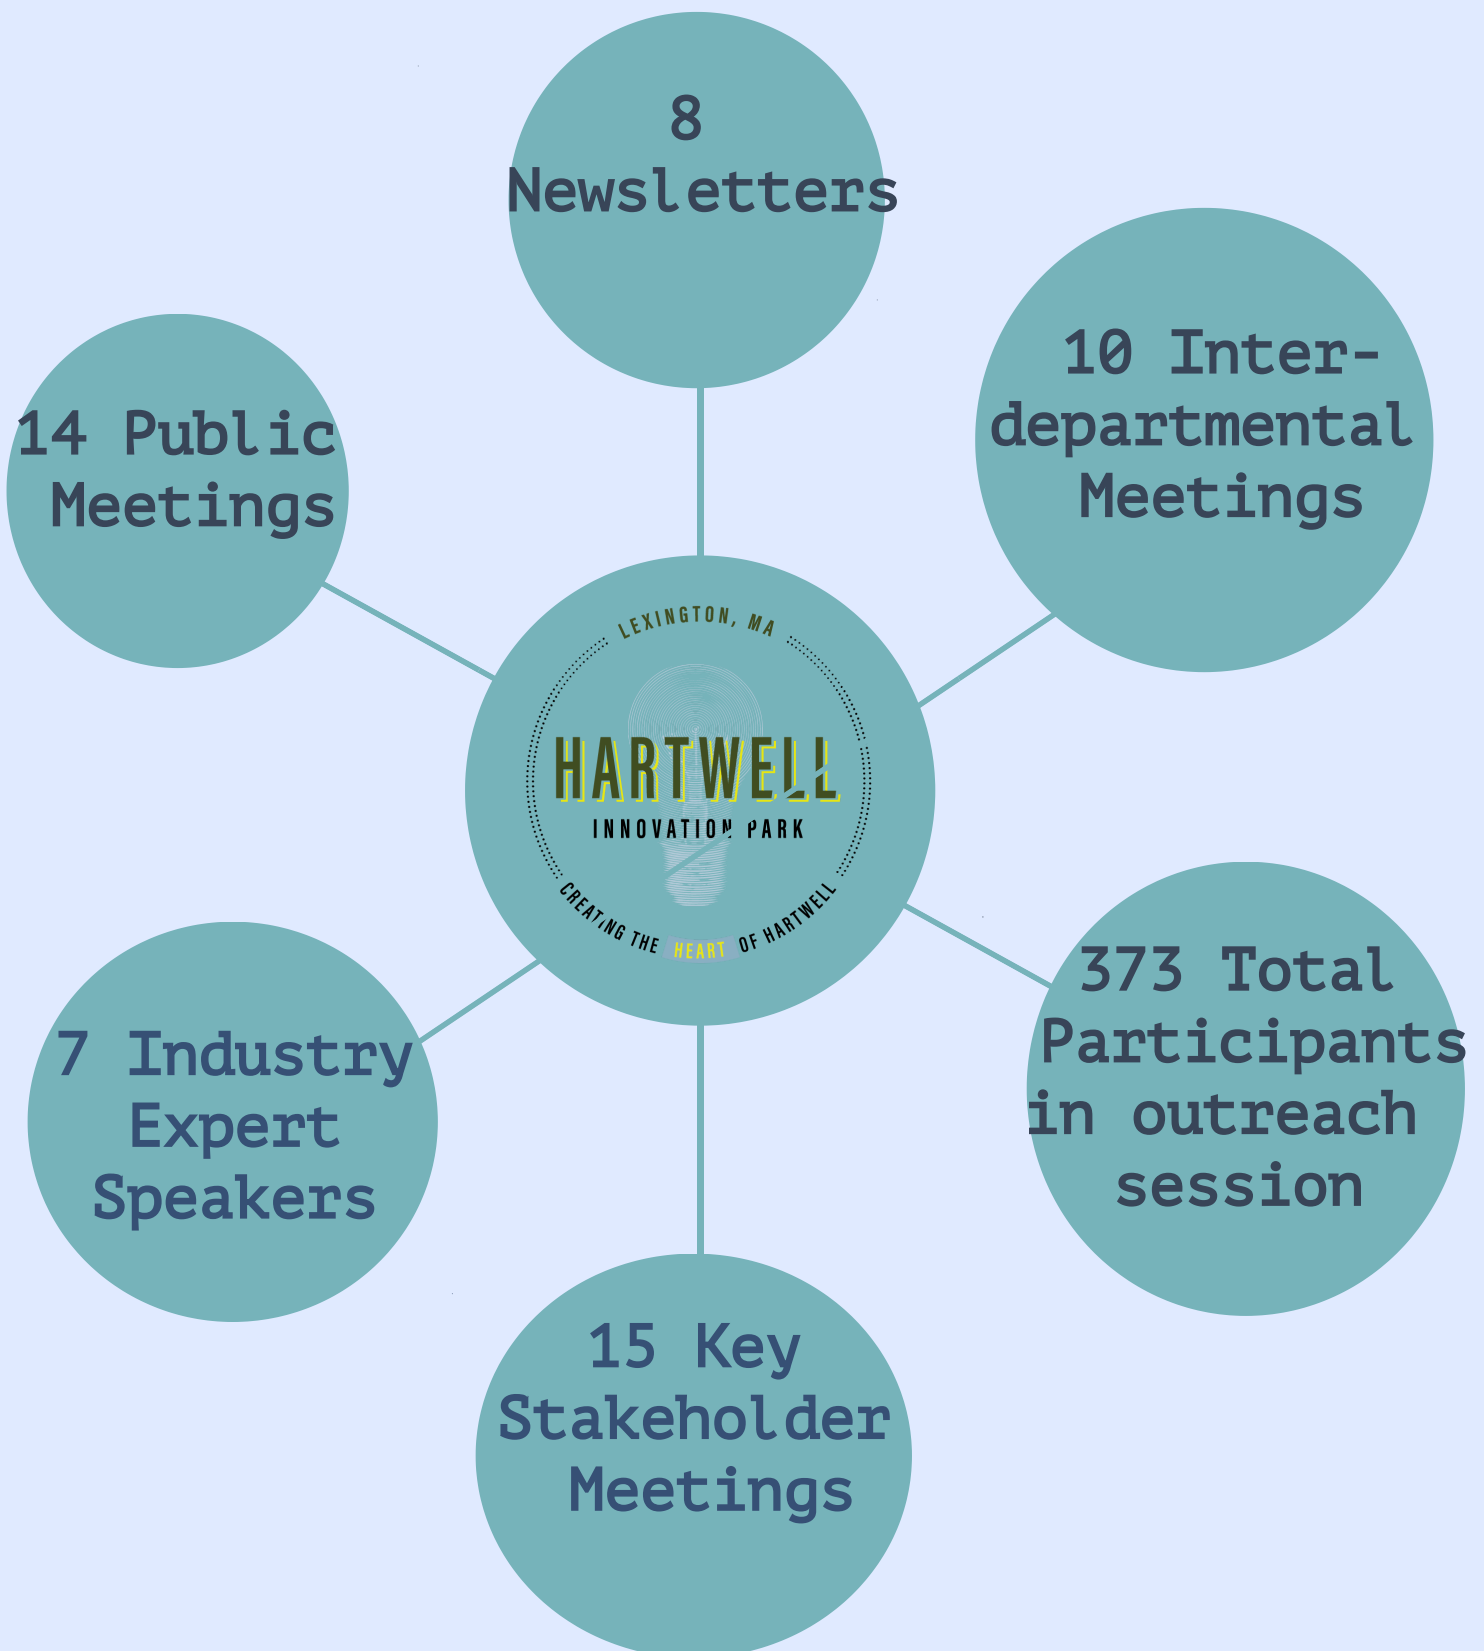 8
Newsletters
10 Inter-
departmental
Meetings
14 Public
Meetings
LEXINGTON, MA
HARTWELL
INNOVATION PARK
CREATING THE HEART OF HARTWELL
373 Total
Participants
in outreach
session
7 Industry
Expert
Speakers
15 Key
Stakeholder
Meetings